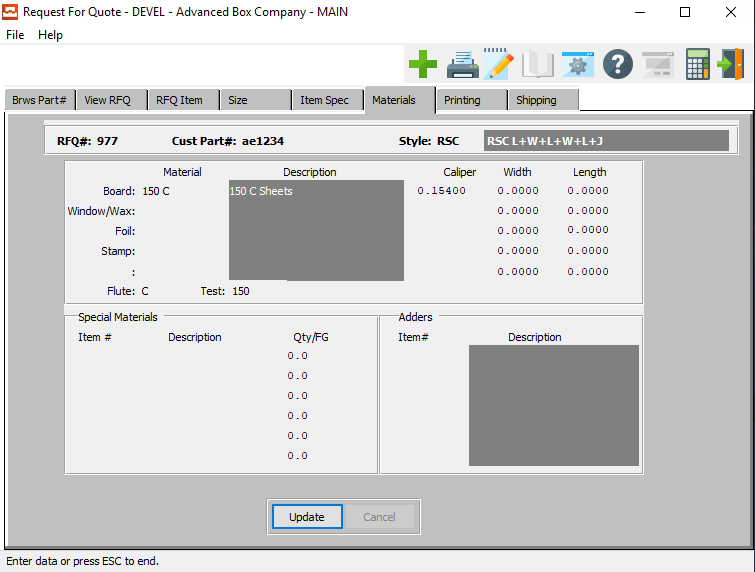 Request For Quote - DEVEL - Advanced Box Company - MAIN
File Help
Brws Part# View RFQ RFQ Item Size Item Spec Materials Printing Shipping
RFQ#: 977 Cust Part#: ae1234 Style: RSC RSC L+W+L+W+L+J
Material Description Caliper Width Length
Board: 150 C 150 C Sheets 0.15400 0.0000 0.0000
Window/Wax: 0.0000 0.0000
Foil: 0.0000 0.0000
Stamp: 0.0000 0.0000
: 0.0000 0.0000
Flute: C Test: 150
Special Materials Adders
Item # Description Qty/FG Item# Description
0.0
0.0
0.0
0.0
0.0
0.0
Update Cancel
Enter data or press ESC to end.